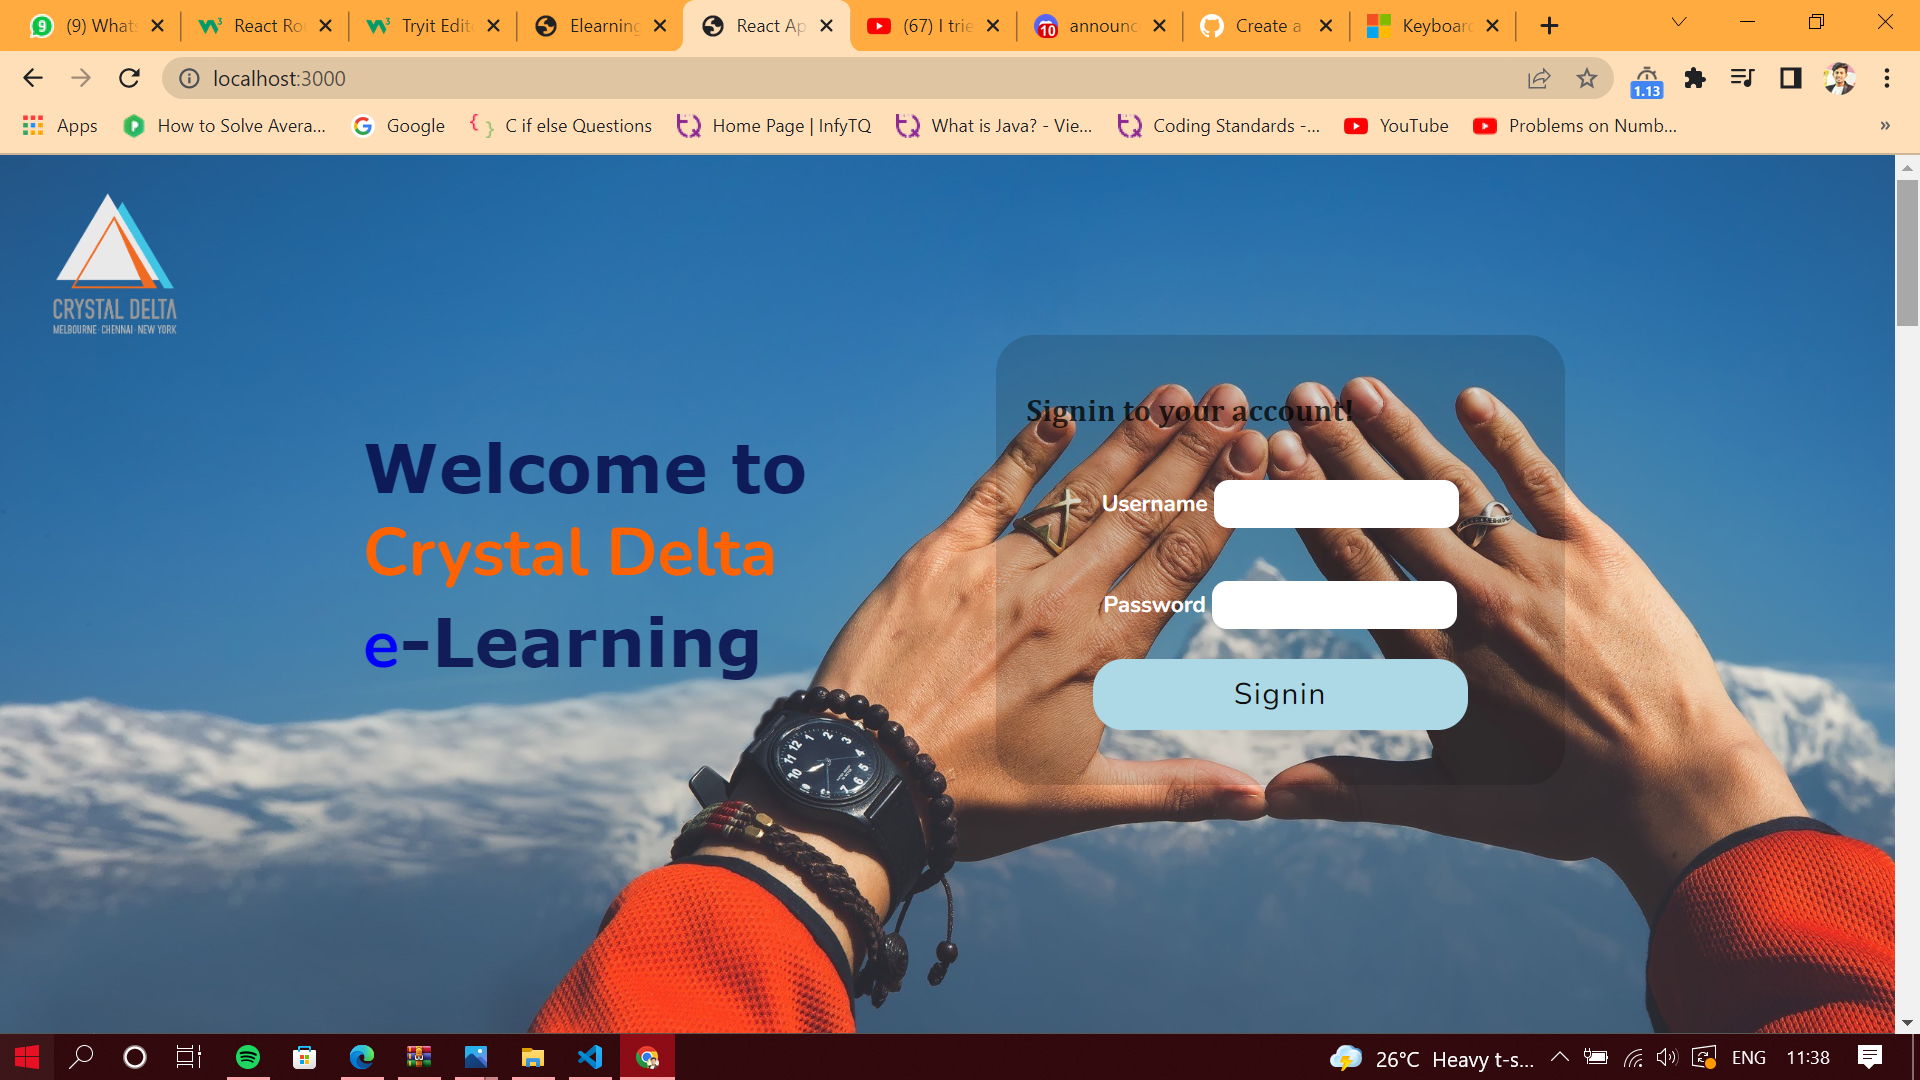 (9) Whats
React Ro
Tryit Edit
Elearning
React Ap
(67) I trie
announc
Create a
Keyboard
localhost:3000
1.13
Apps
How to Solve Avera...
Google
C if else Questions
Home Page | InfyTQ
What is Java? - Vie...
Coding Standards -...
YouTube
Problems on Numb...
»
CRYSTAL DELTA
MELBOURNE · CHENNAI · NEW YORK
Welcome to
Crystal Delta
e-Learning
Signin to your account!
Username
Password
Signin
26°C Heavy t-s...
ENG
11:38